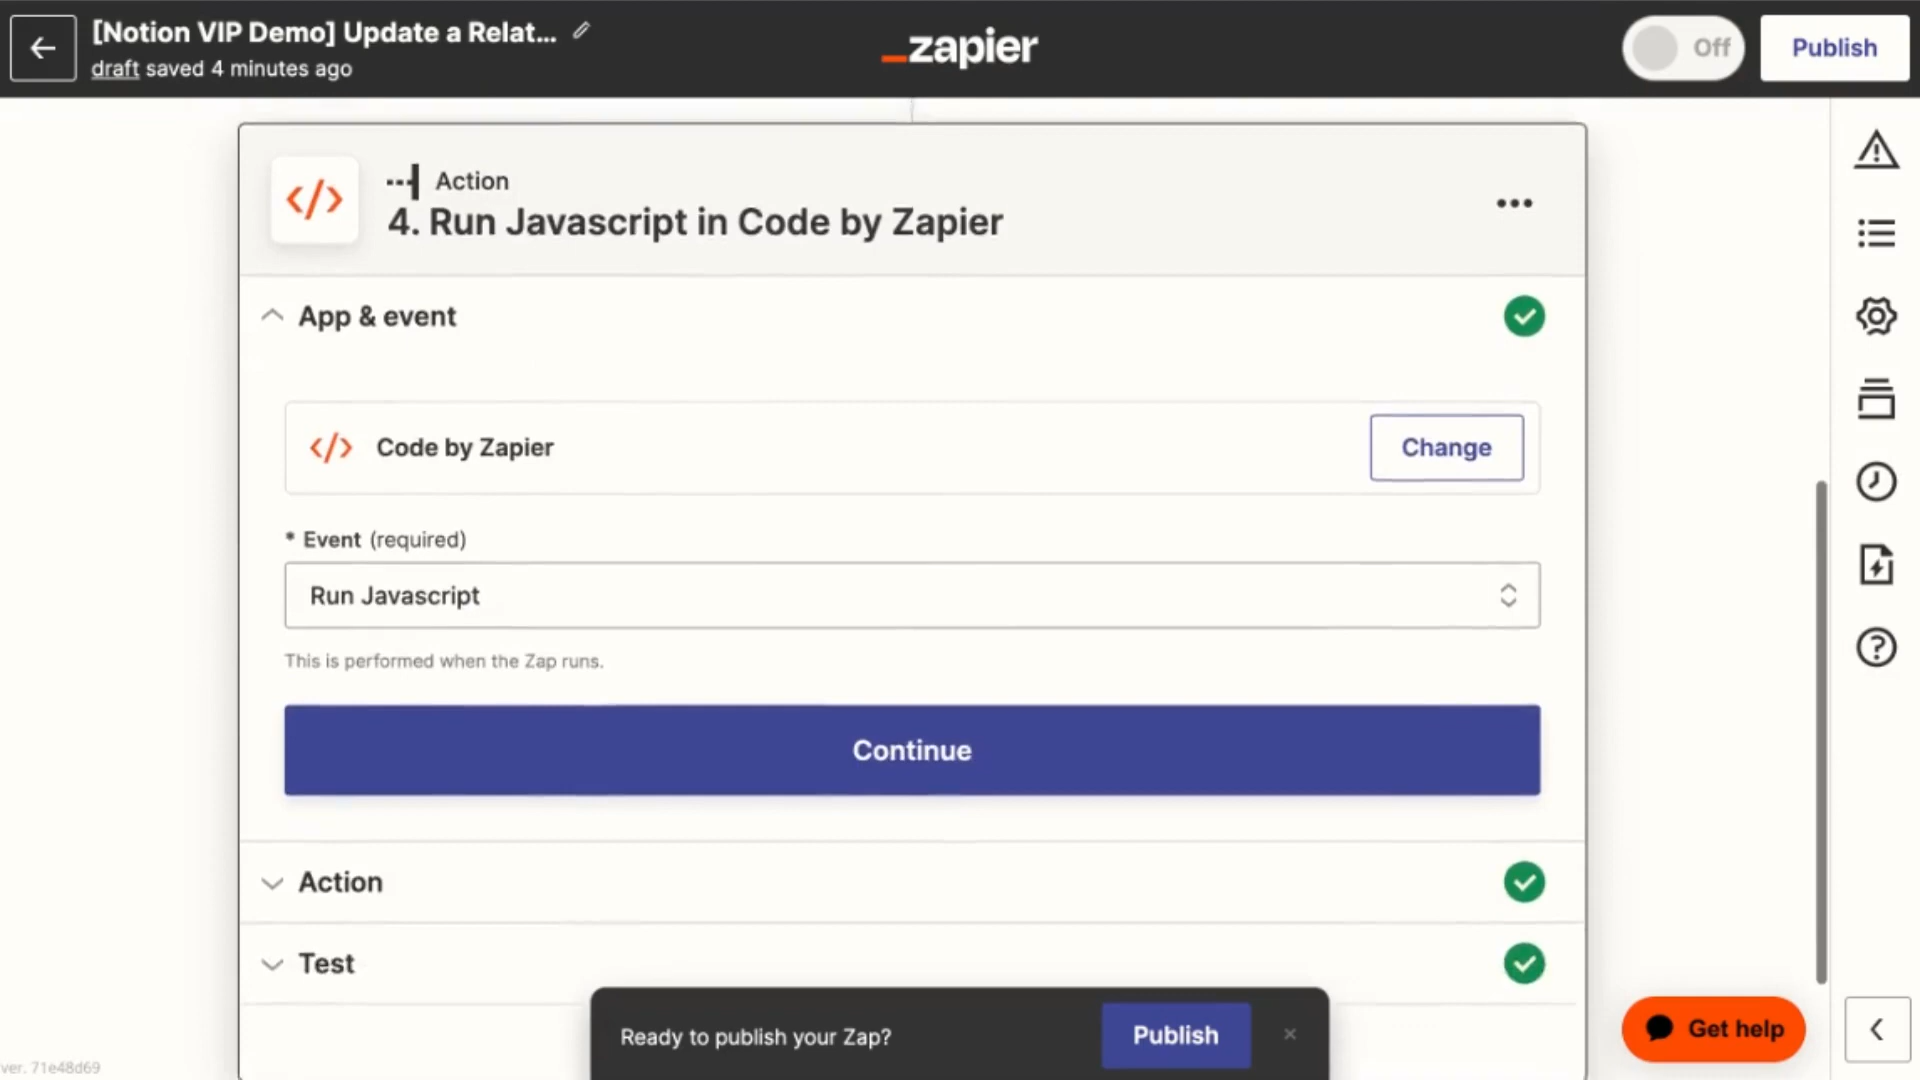 [Notion VIP Demo] Update a Relat...
draft saved 4 minutes ago
_zapier
Off
Publish
Action
4. Run Javascript in Code by Zapier
App & event
Code by Zapier
Change
* Event (required)
Run Javascript
This is performed when the Zap runs.
Continue
Action
Test
Ready to publish your Zap?
Publish
Get help
ver. 71e48d69